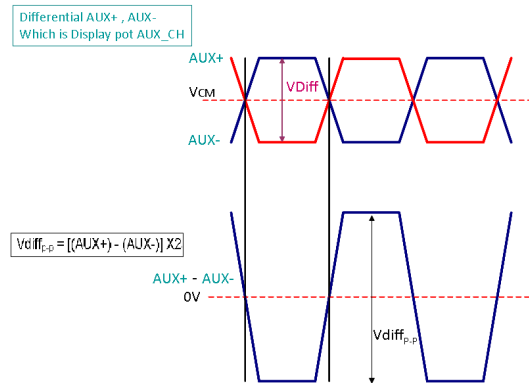 Differential AUX+ , AUX-
Which is Display pot AUX_CH
AUX+
VCM
VDiff
AUX-
Vdiffp-p = [(AUX+) - (AUX-)] X2
AUX+ - AUX-
0V
Vdiffp-p